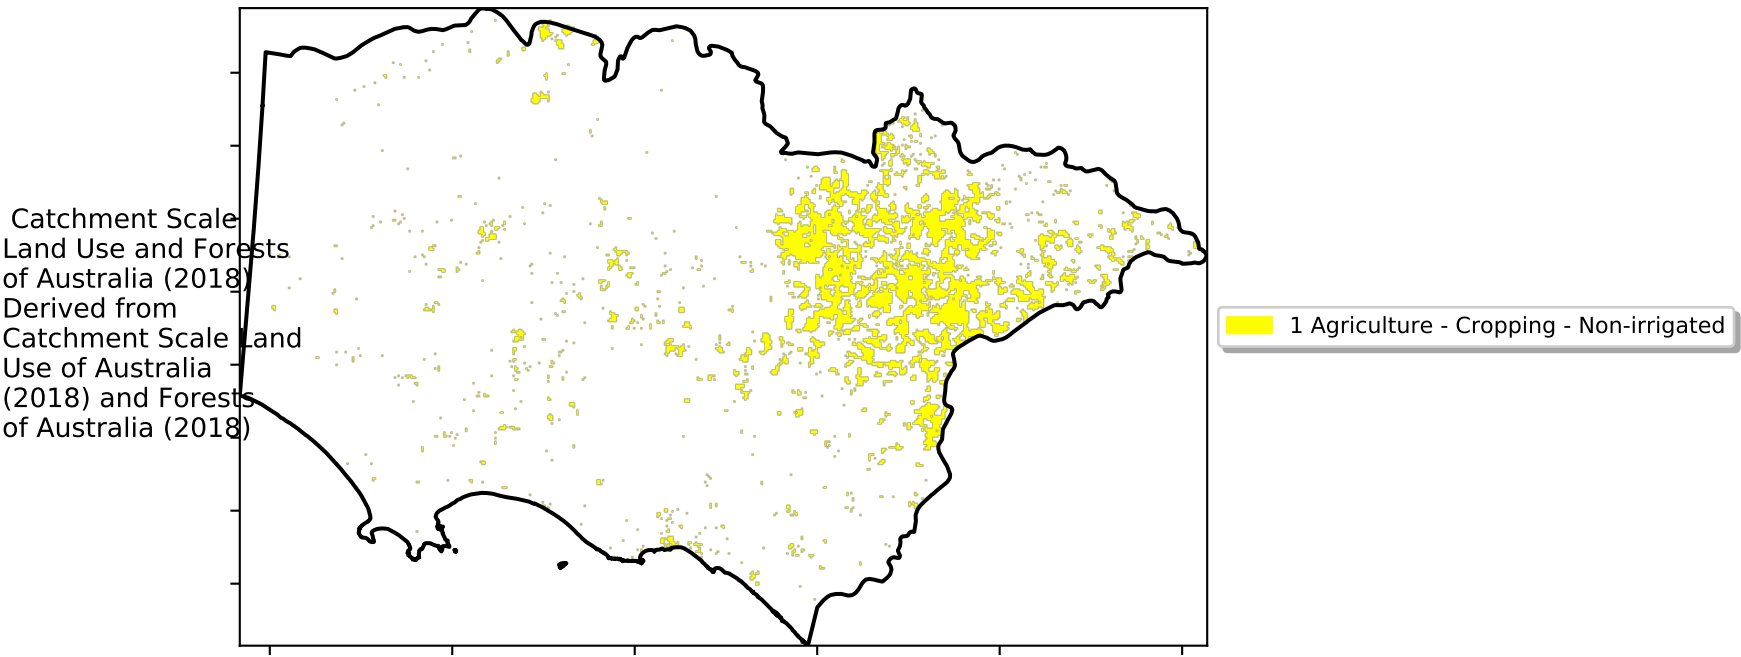 Catchment Scale
Land Use and Forests
of Australia (2018)
Derived from
Catchment Scale Land
Use of Australia
(2018) and Forests
of Australia (2018)
1 Agriculture - Cropping - Non-irrigated